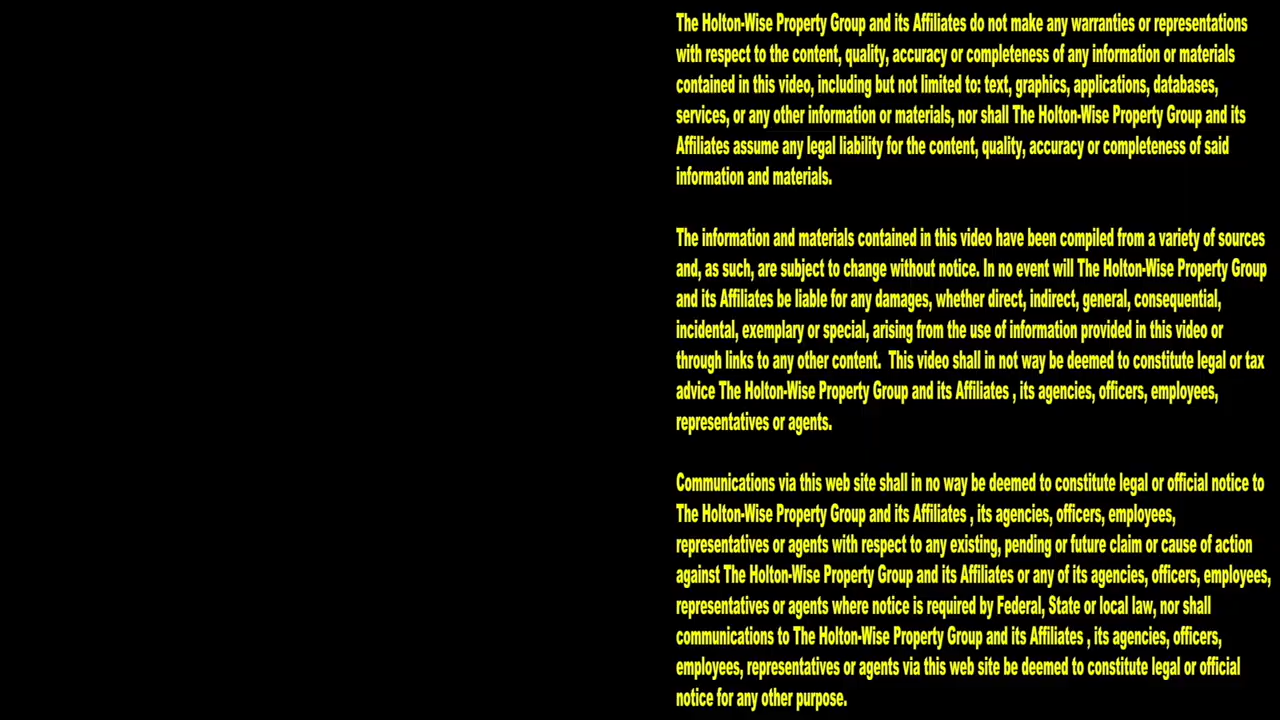 The Holton-Wise Property Group and its Affiliates do not make any warranties or representations
with respect to the content, quality, accuracy or completeness of any information or materials
contained in this video, including but not limited to: text, graphics, applications, databases,
services, or any other information or materials, nor shall The Holton-Wise Property Group and its
Affiliates assume any legal liability for the content, quality, accuracy or completeness of said
information and materials.
The information and materials contained in this video have been compiled from a variety of sources
and, as such, are subject to change without notice. In no event will The Holton-Wise Property Group
and its Affiliates be liable for any damages, whether direct, indirect, general, consequential,
incidental, exemplary or special, arising from the use of information provided in this video or
through links to any other content.  This video shall in not way be deemed to constitute legal or tax
advice The Holton-Wise Property Group and its Affiliates , its agencies, officers, employees,
representatives or agents.
Communications via this web site shall in no way be deemed to constitute legal or official notice to
The Holton-Wise Property Group and its Affiliates , its agencies, officers, employees,
representatives or agents with respect to any existing, pending or future claim or cause of action
against The Holton-Wise Property Group and its Affiliates or any of its agencies, officers, employees,
representatives or agents where notice is required by Federal, State or local law, nor shall
communications to The Holton-Wise Property Group and its Affiliates , its agencies, officers,
employees, representatives or agents via this web site be deemed to constitute legal or official
notice for any other purpose.